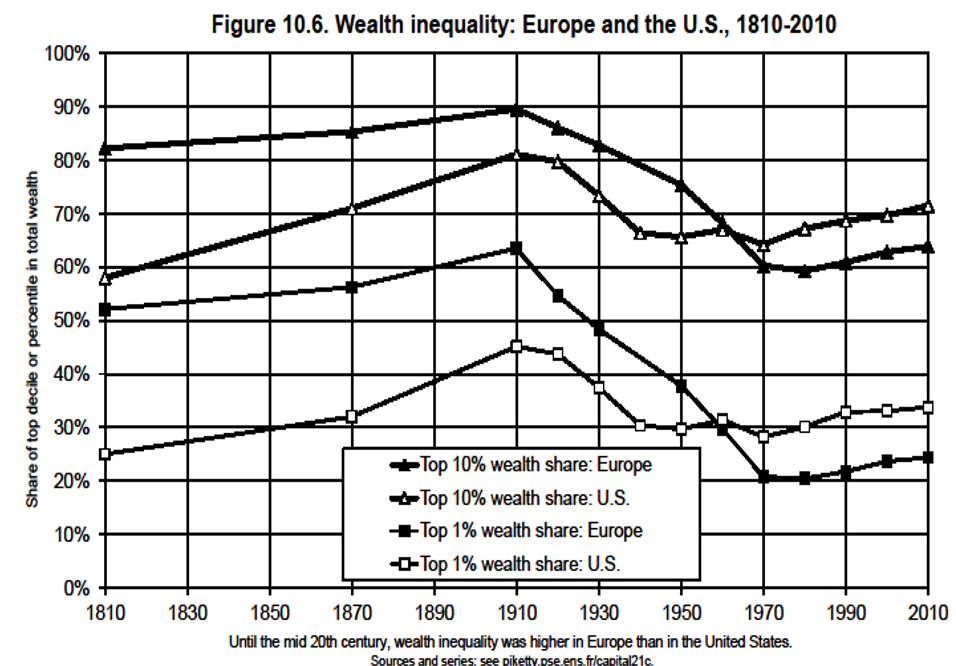 Figure 10.6. Wealth inequality: Europe and the U.S., 1810-2010
Share of top decile or percentile in total wealth
100%
90%
80%
70%
60%
50%
40%
30%
20%
10%
0%
Top 10% wealth share: Europe
Top 10% wealth share: U.S.
Top 1% wealth share: Europe
Top 1% wealth share: U.S.
1810 1830 1850 1870 1890 1910 1930 1950 1970 1990 2010
Until the mid 20th century, wealth inequality was higher in Europe than in the United States.
Sources and series: see piketty.pse.ens.fr/capital21c.